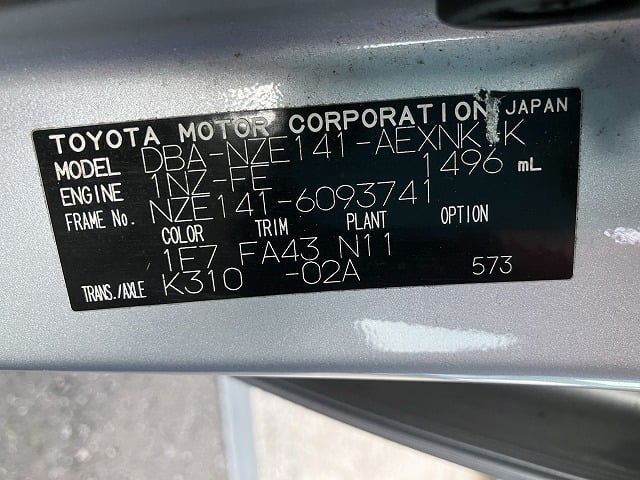 TOYOTA MOTOR CORPORATION JAPAN
MODEL DBA-NZE141-AEXNK K
ENGINE 1NZ-FE 1496 mL
FRAME No. NZE141-6093741
COLOR TRIM PLANT OPTION
1F7 FA43 N11
TRANS./AXLE K310 -02A 573